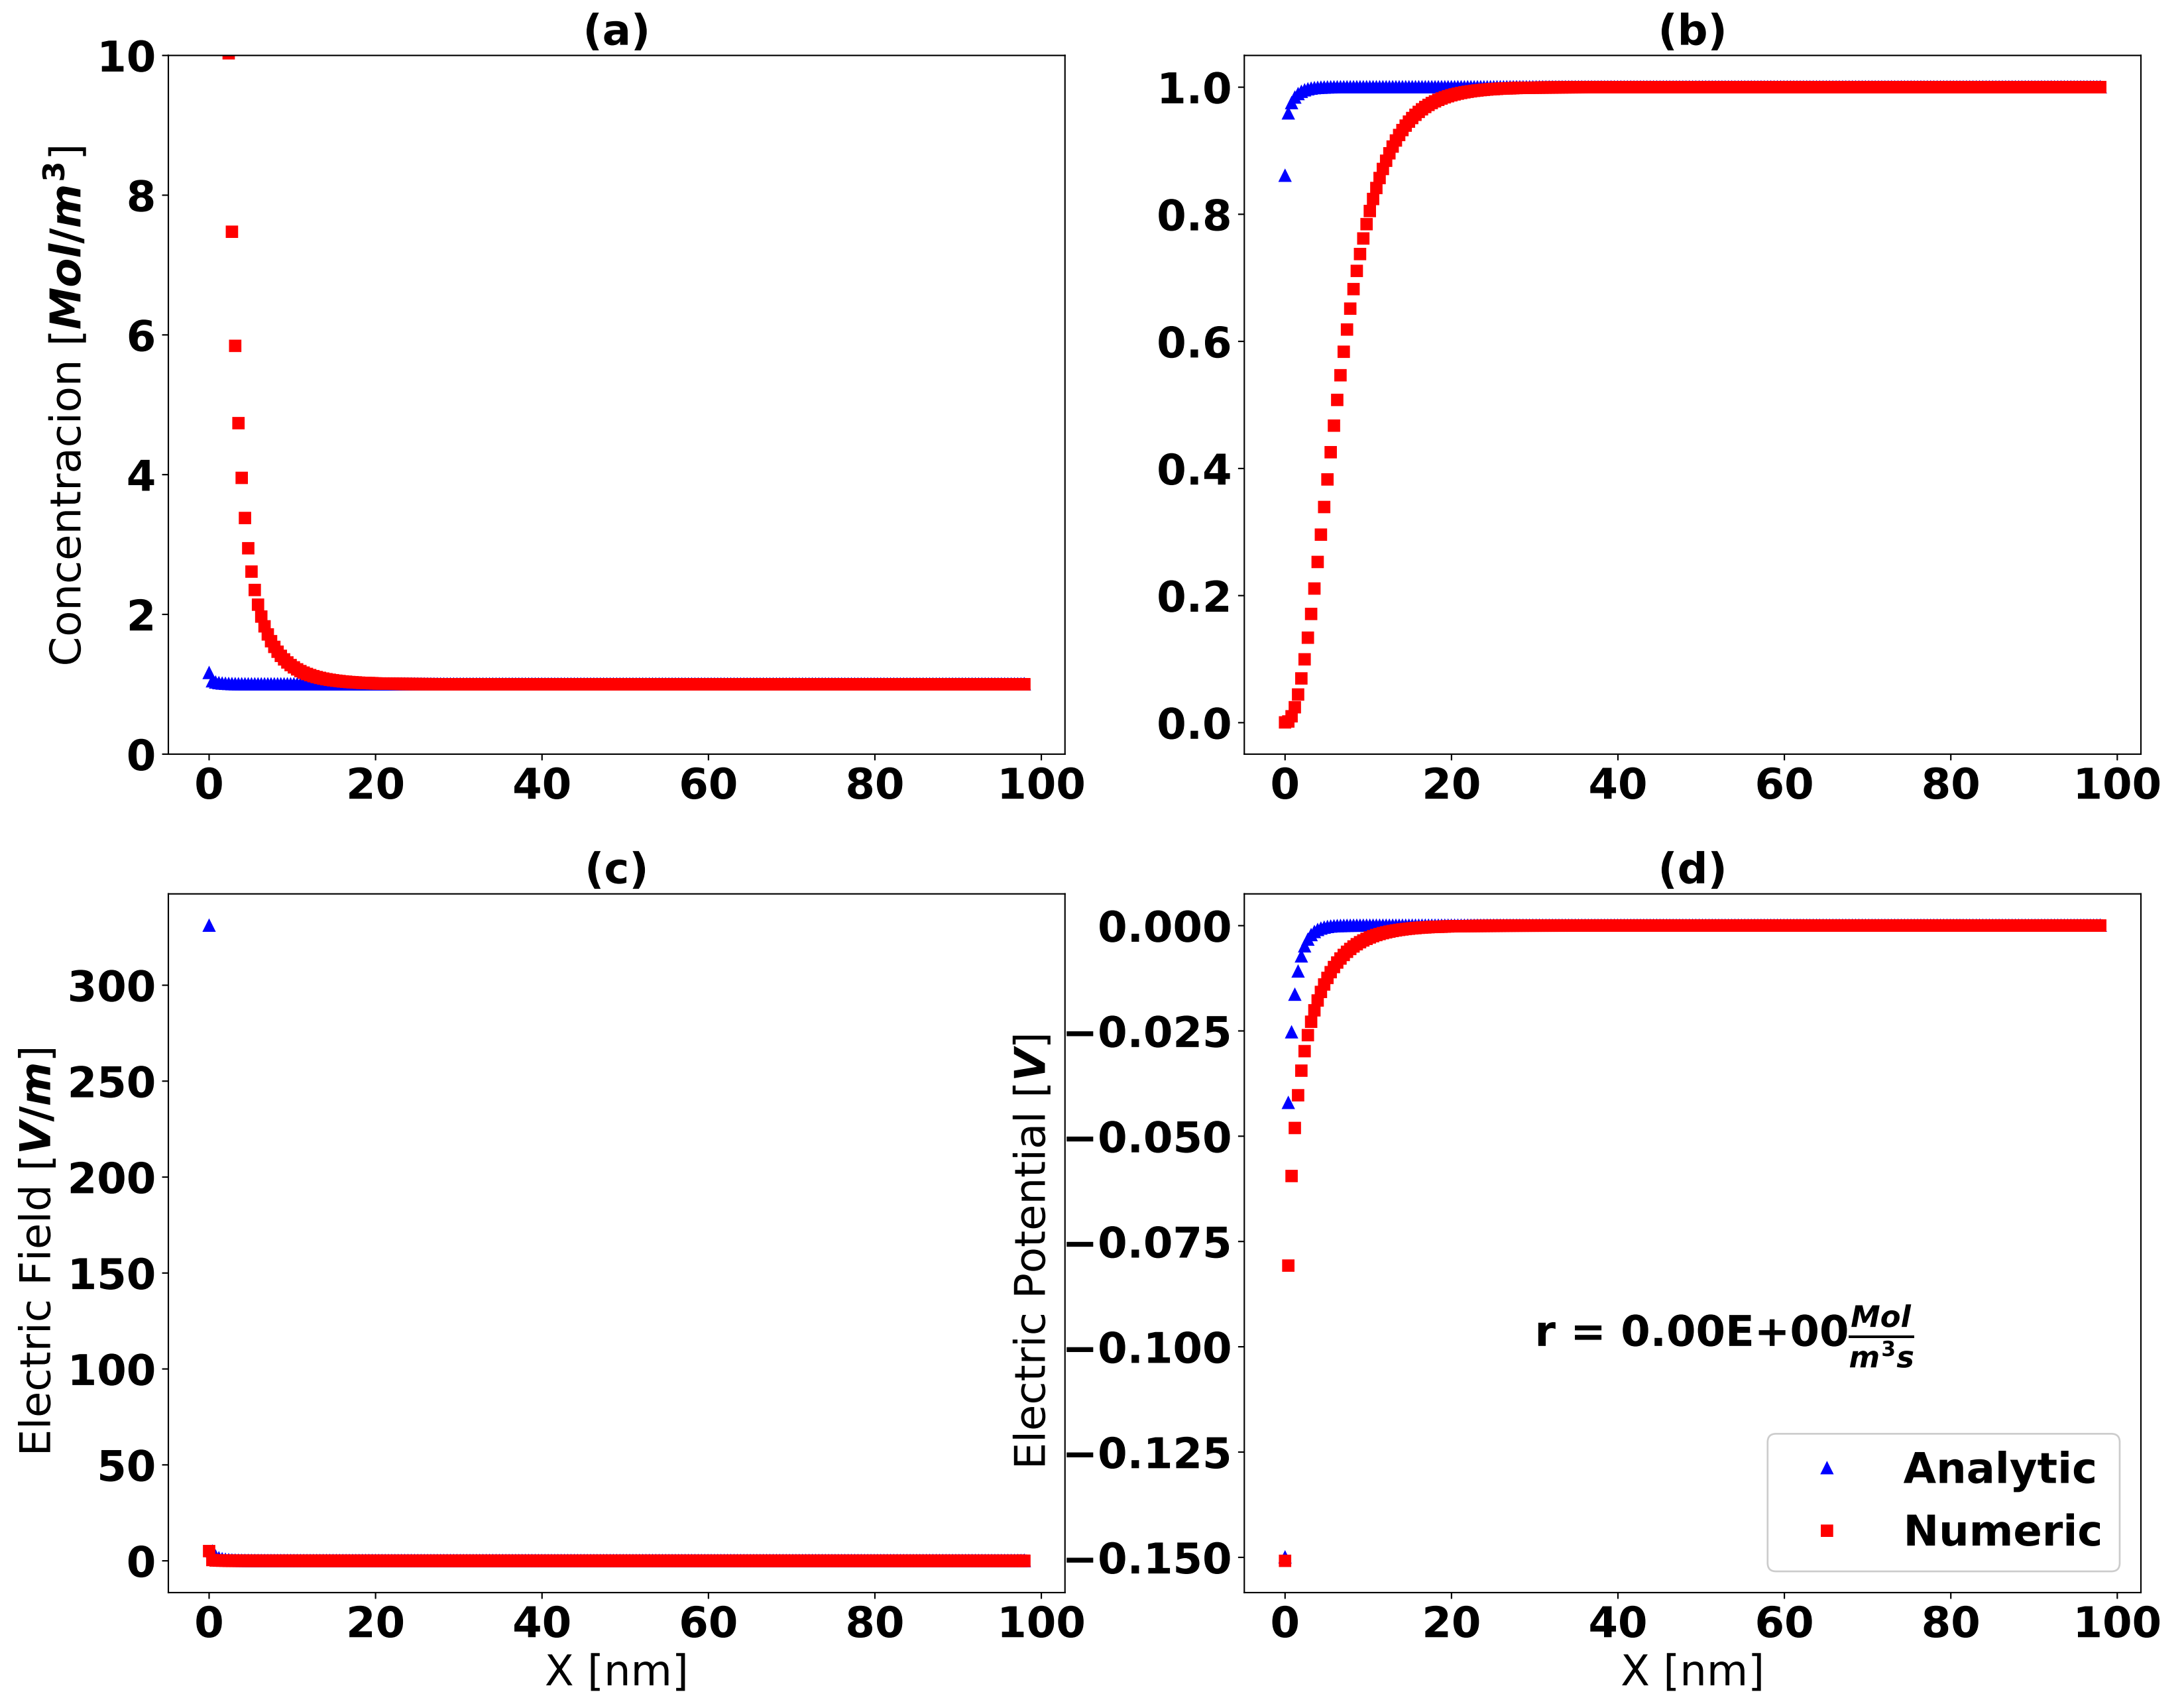 (a)
10
8
6
4
2
0
Concentracion [Mol/m³]
0 20 40 60 80 100
(b)
1.0
0.8
0.6
0.4
0.2
0.0
0 20 40 60 80 100
(c)
300
250
200
150
100
50
0
Electric Field [V/m]
0 20 40 60 80 100
X [nm]
(d)
0.000
−0.025
−0.050
−0.075
−0.100
−0.125
−0.150
Electric Potential [V]
r = 0.00E+00 Mol/m³s
Analytic
Numeric
0 20 40 60 80 100
X [nm]